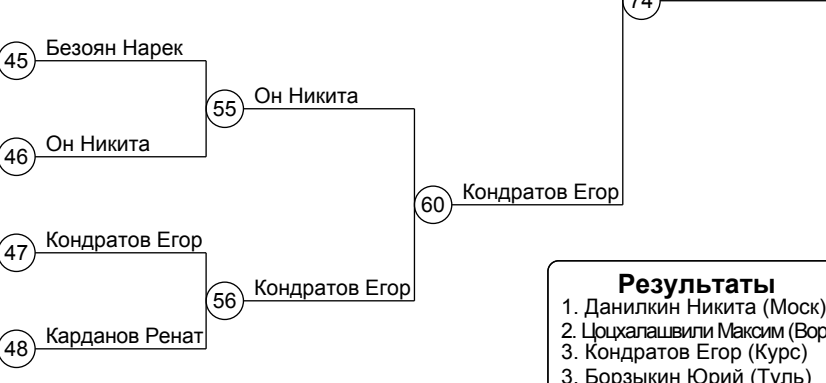 74
45 Безоян Нарек
55 Он Никита
46 Он Никита
60 Кондратов Егор
47 Кондратов Егор
56 Кондратов Егор
48 Карданов Ренат
Результаты
1. Данилкин Никита (Моск)
2. Цоцхалашвили Максим (Вор
3. Кондратов Егор (Курс)
3. Борзыкин Юрий (Туль)